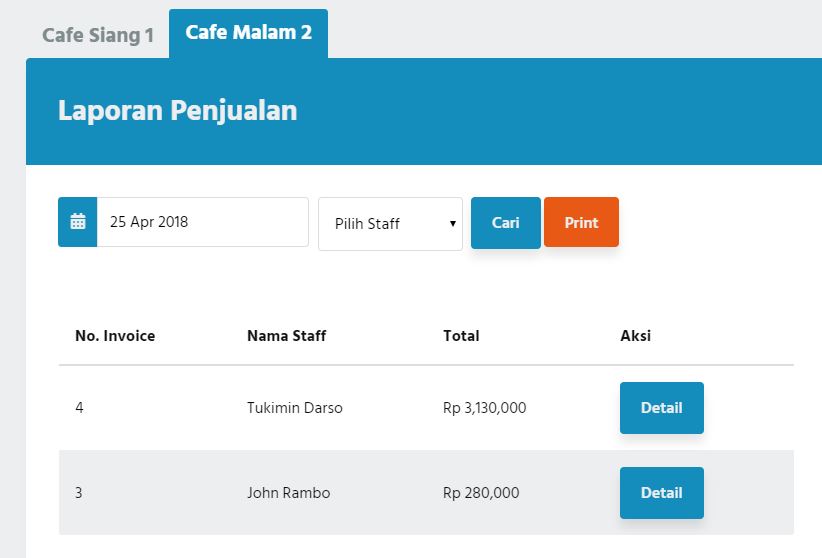 Cafe Siang 1 Cafe Malam 2
Laporan Penjualan
25 Apr 2018 Pilih Staff Cari Print
No. Invoice Nama Staff Total Aksi
4 Tukimin Darso Rp 3,130,000 Detail
3 John Rambo Rp 280,000 Detail